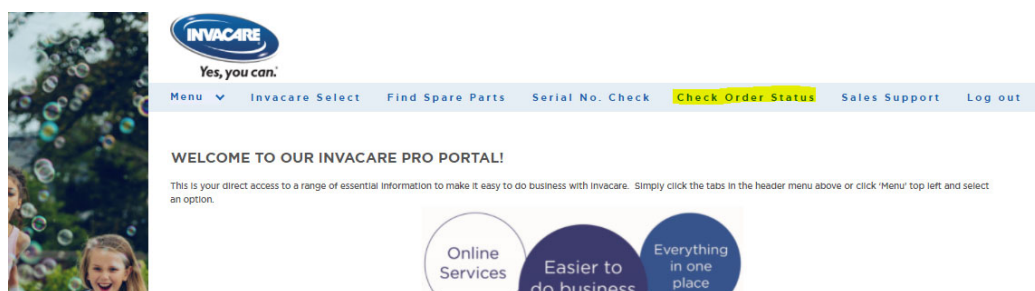 INVACARE
Yes, you can.
Menu Invacare Select Find Spare Parts Serial No. Check Check Order Status Sales Support Log out
WELCOME TO OUR INVACARE PRO PORTAL!
This is your direct access to a range of essential information to make it easy to do business with Invacare. Simply click the tabs in the header menu above or click 'Menu' top left and select
an option.
Online
Services
Easier to
do business
Everything
in one
place